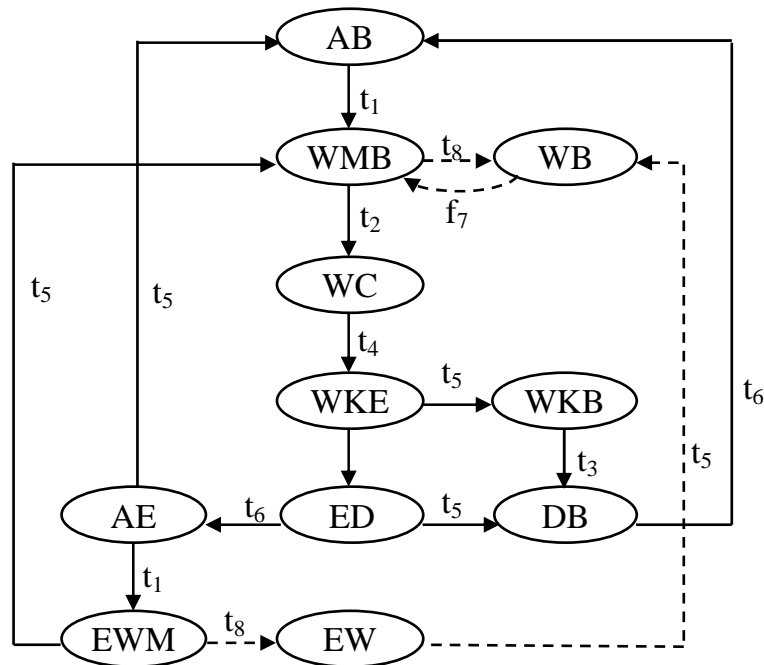 AB
t₁
WMB t₈ WB
f₇
t₂
t₅ t₅ WC
t₄
WKE t₅ WKB
t₆
t₃ t₅
AE t₆ ED t₅ DB
t₁
EWM t₈ EW